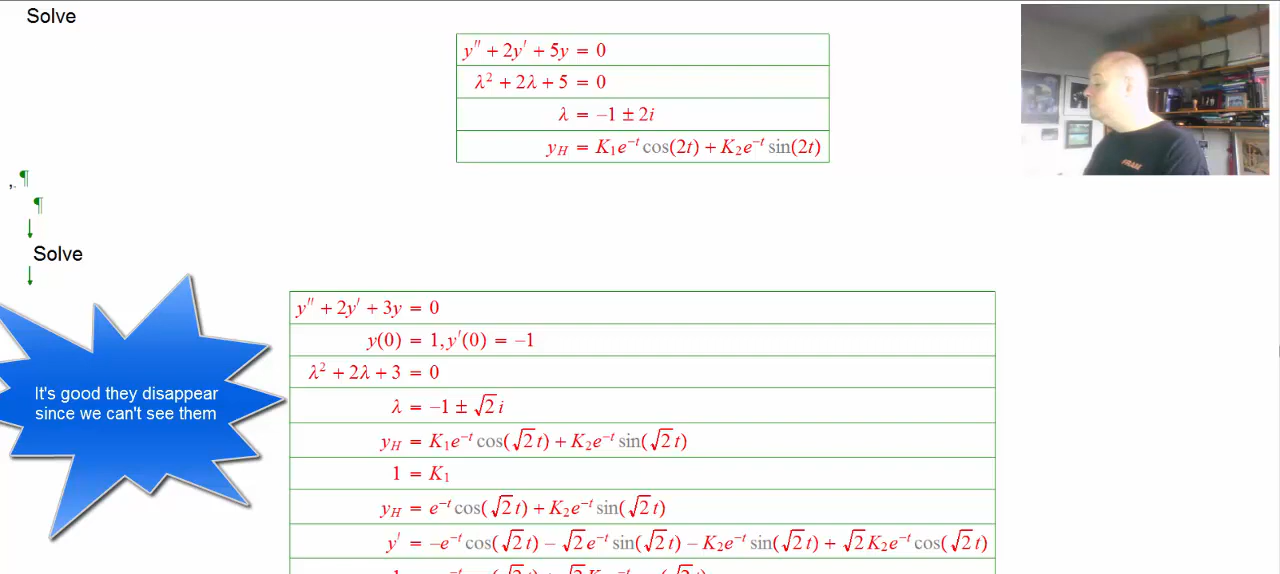 Solve
y″ + 2y′ + 5y = 0
λ² + 2λ + 5 = 0
λ = –1 ± 2i
y_H = K₁e⁻ᵗ cos(2t) + K₂e⁻ᵗ sin(2t)
,. ¶
¶
Solve
y″ + 2y′ + 3y = 0
y(0) = 1, y′(0) = –1
λ² + 2λ + 3 = 0
λ = –1 ± √2 i
y_H = K₁e⁻ᵗ cos(√2 t) + K₂e⁻ᵗ sin(√2 t)
1 = K₁
y_H = e⁻ᵗ cos(√2 t) + K₂e⁻ᵗ sin(√2 t)
y′ = –e⁻ᵗ cos(√2 t) – √2 e⁻ᵗ sin(√2 t) – K₂e⁻ᵗ sin(√2 t) + √2 K₂e⁻ᵗ cos(√2 t)
It's good they disappear
since we can't see them